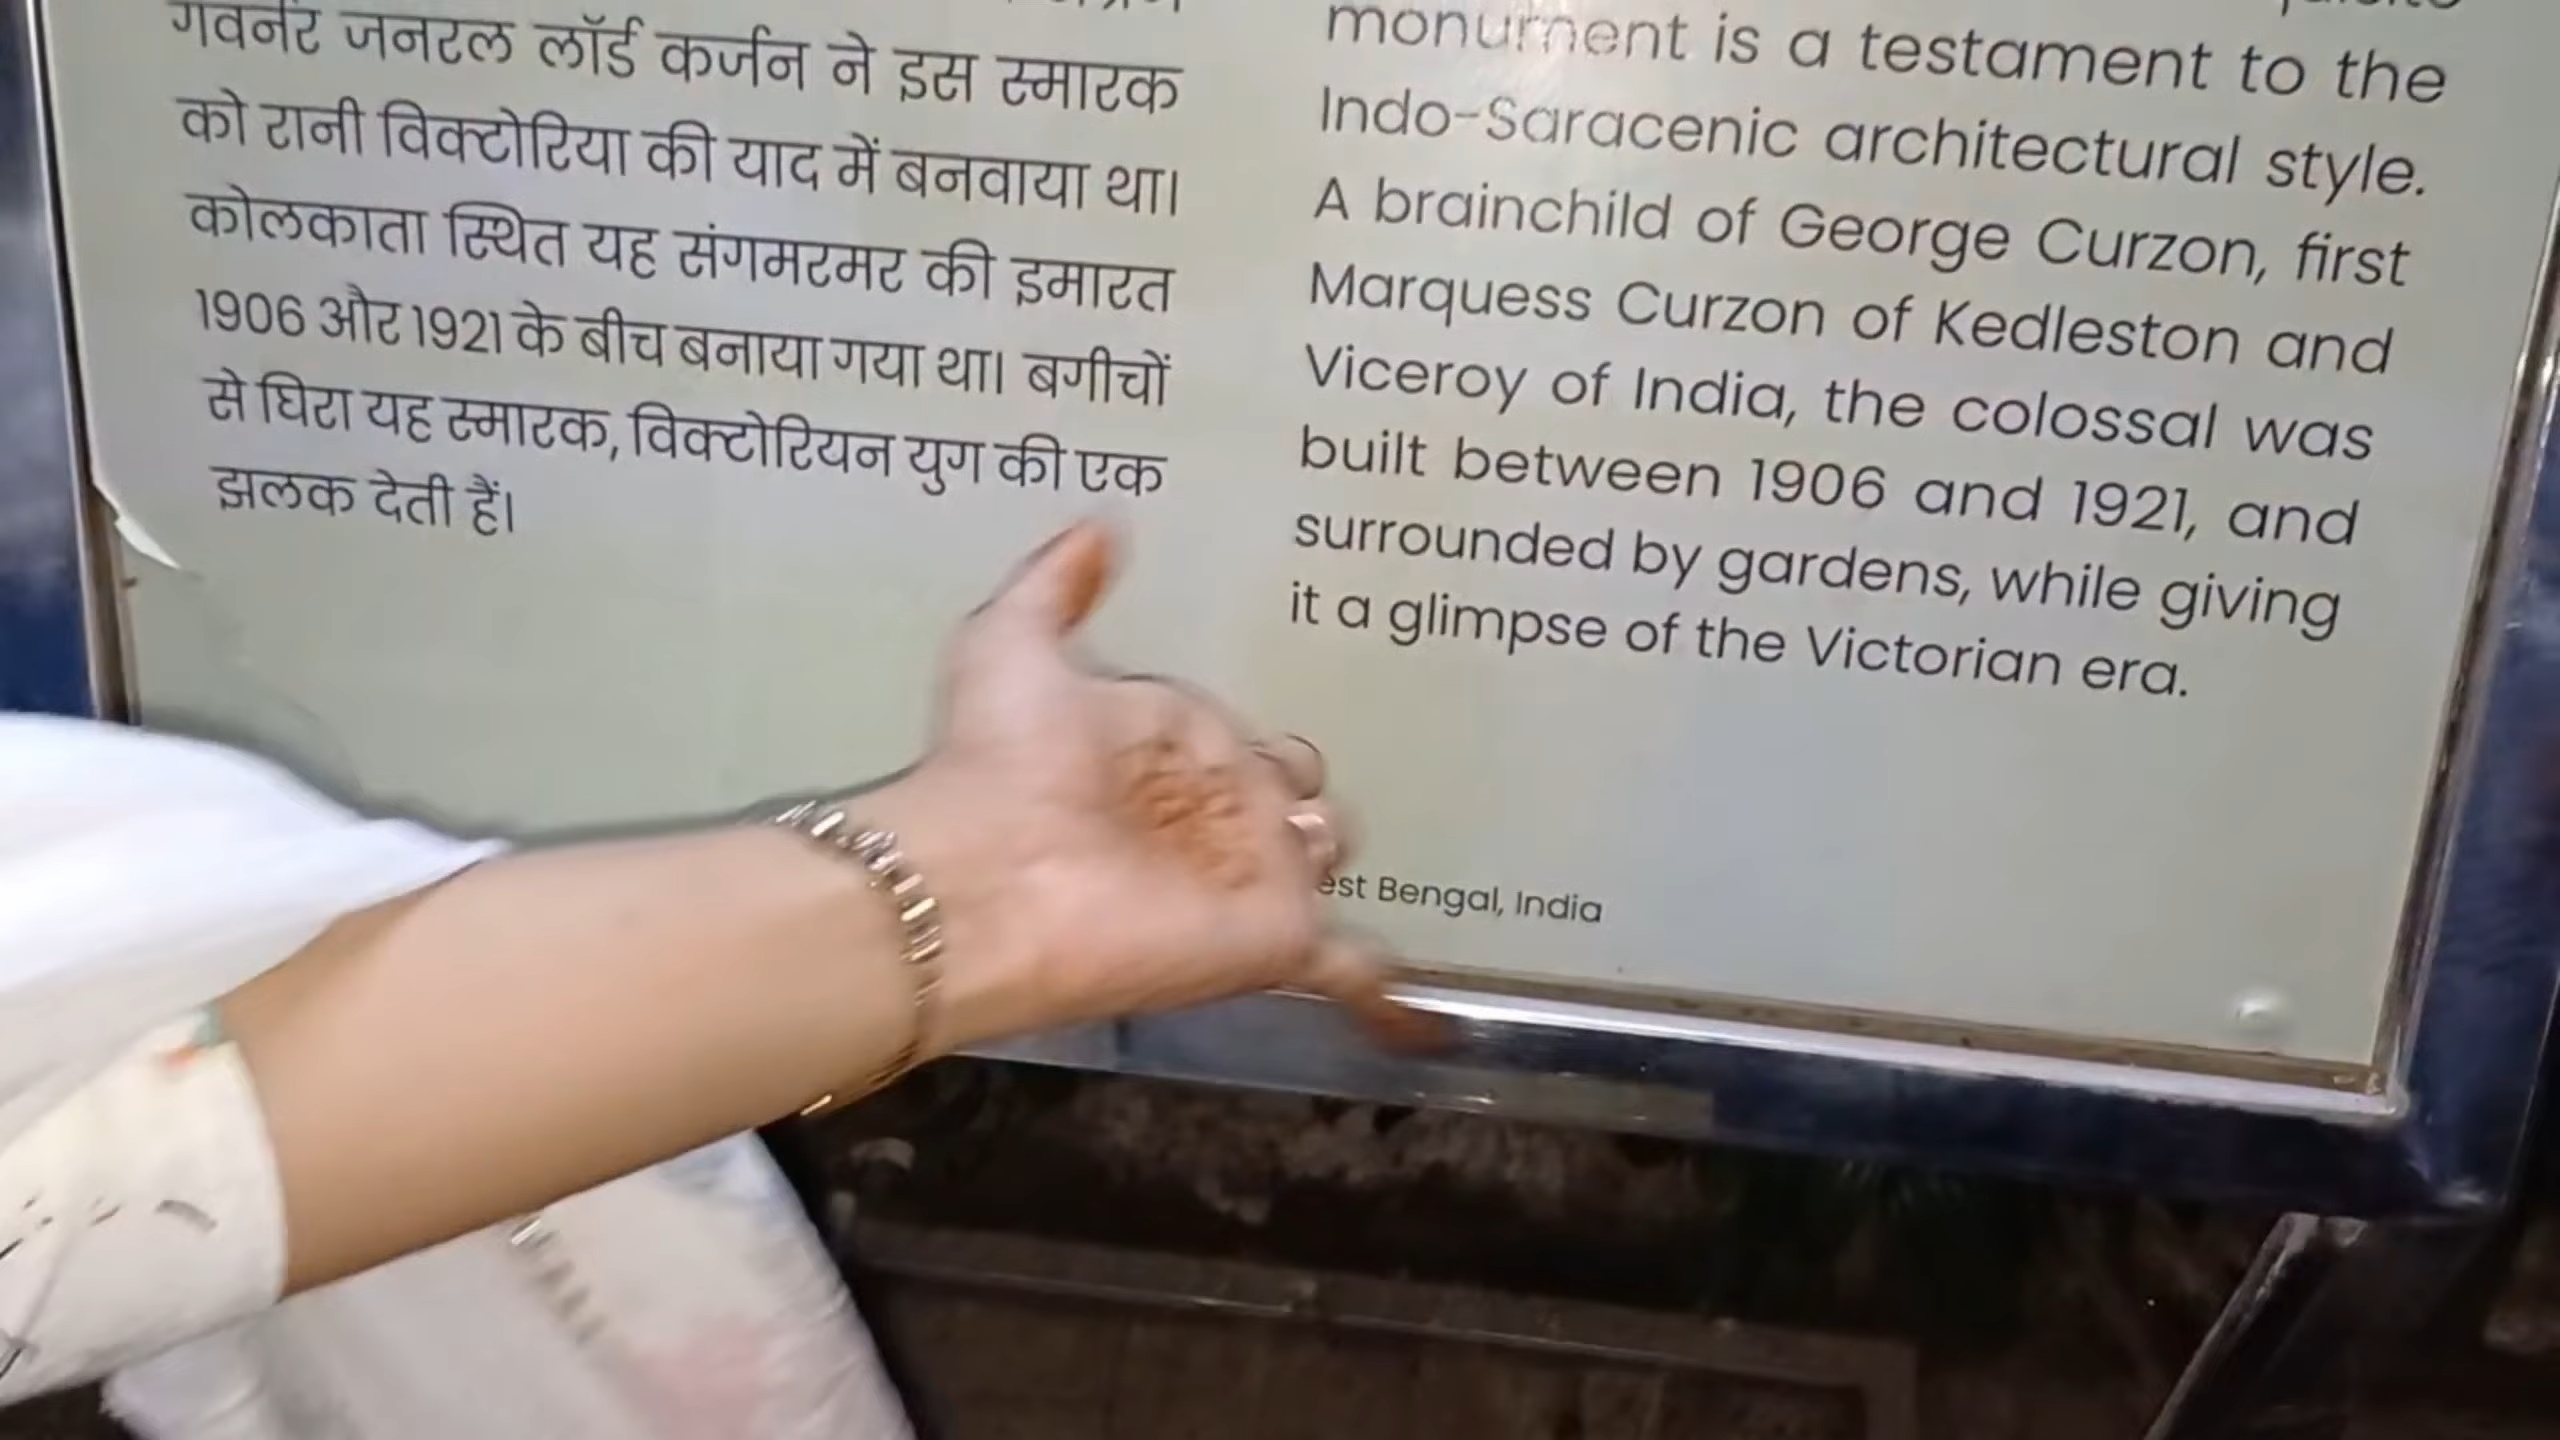 गवर्नर जनरल लॉर्ड कर्जन ने इस स्मारक
को रानी विक्टोरिया की याद में बनवाया था।
कोलकाता स्थित यह संगमरमर की इमारत
1906 और 1921 के बीच बनाया गया था। बगीचों
से घिरा यह स्मारक, विक्टोरियन युग की एक
झलक देती हैं।
monument is a testament to the
Indo-Saracenic architectural style.
A brainchild of George Curzon, first
Marquess Curzon of Kedleston and
Viceroy of India, the colossal was
built between 1906 and 1921, and
surrounded by gardens, while giving
it a glimpse of the Victorian era.
Bengal, India